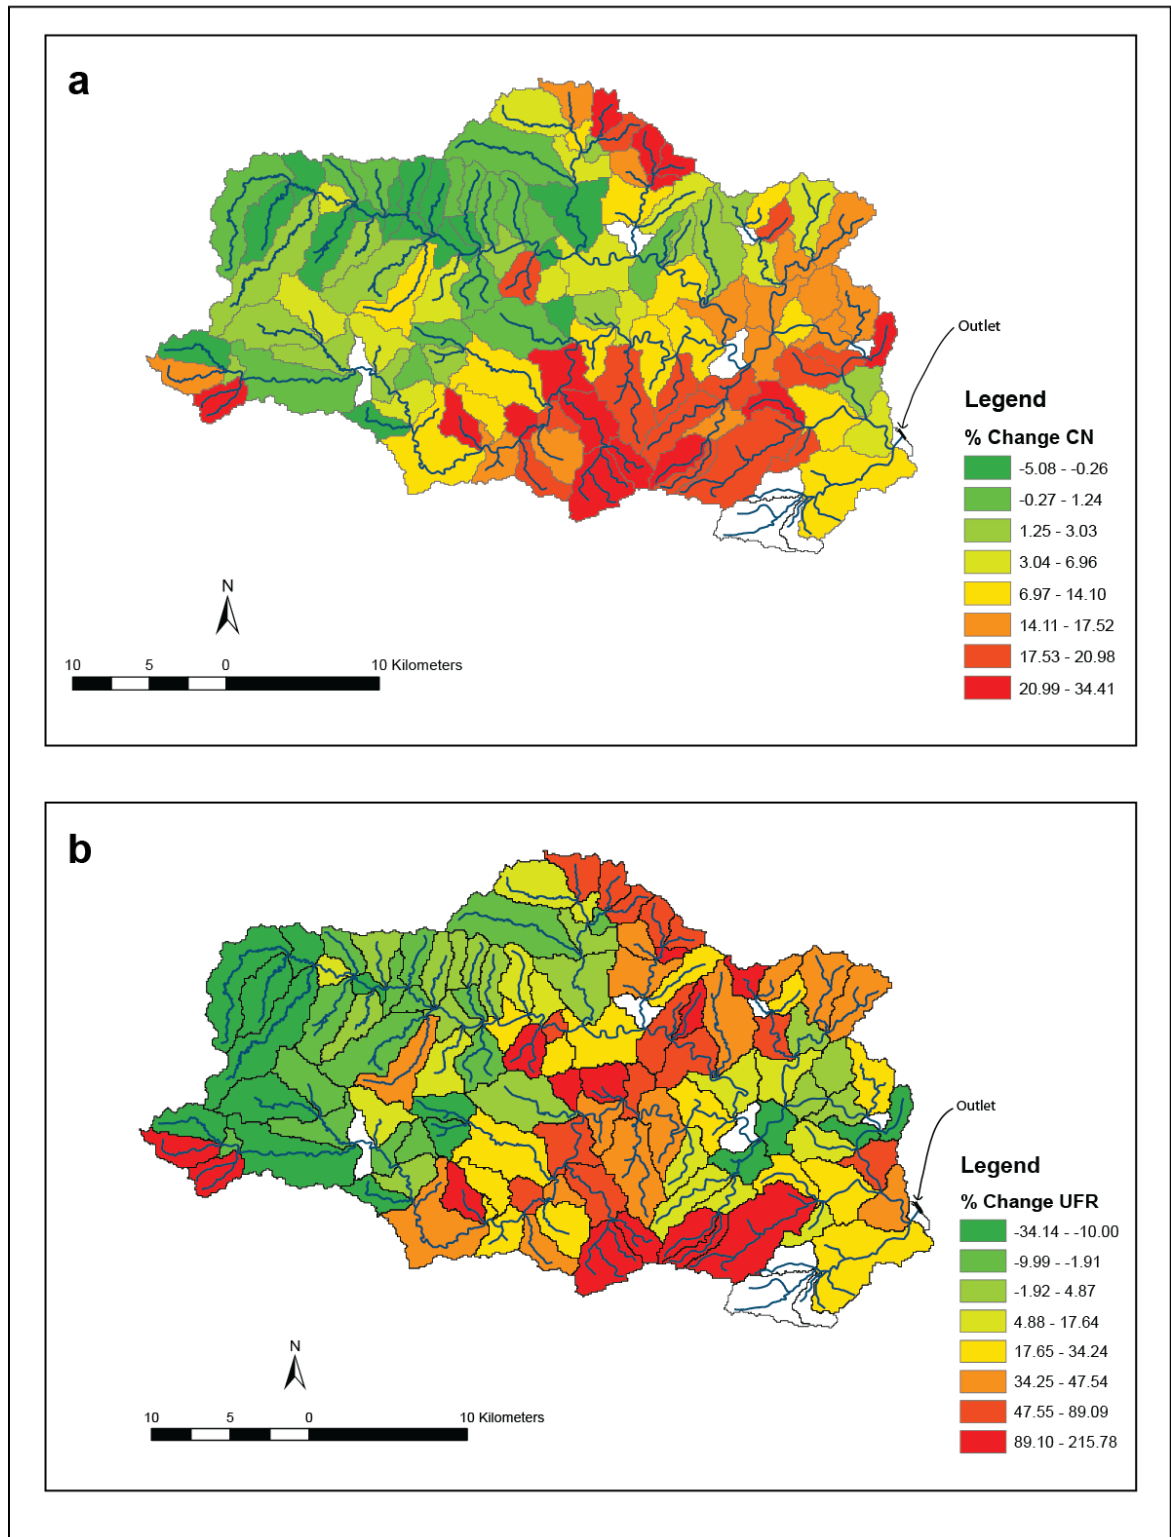 a
Outlet
Legend
% Change CN
-5.08 - -0.26
-0.27 - 1.24
1.25 - 3.03
3.04 - 6.96
6.97 - 14.10
14.11 - 17.52
17.53 - 20.98
20.99 - 34.41
N
10 5 0 10 Kilometers
b
Outlet
Legend
% Change UFR
-34.14 - -10.00
-9.99 - -1.91
-1.92 - 4.87
4.88 - 17.64
17.65 - 34.24
34.25 - 47.54
47.55 - 89.09
89.10 - 215.78
N
10 5 0 10 Kilometers